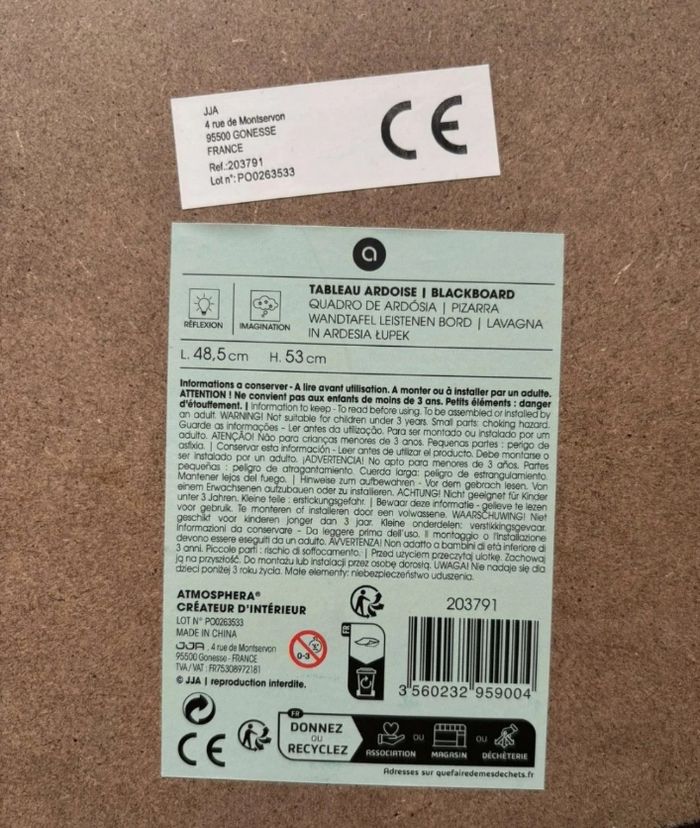 JJA
4 rue de Montservon
95500 GONESSE
FRANCE
Ref.:203791
Lot n°: PO0263533
CE
a
RÉFLEXION
IMAGINATION
TABLEAU ARDOISE | BLACKBOARD
QUADRO DE ARDÓSIA | PIZARRA
WANDTAFEL LEISTENEN BORD | LAVAGNA
IN ARDESIA ŁUPEK
L. 48,5 cm H. 53 cm
Informations a conserver - A lire avant utilisation. A monter ou à installer par un adulte.
ATTENTION ! Ne convient pas aux enfants de moins de 3 ans. Petits éléments : danger
d'étouffement. | Information to keep - To read before using. To be assembled or installed by
an adult. WARNING! Not suitable for children under 3 years. Small parts: choking hazard.
Guarde as informações - Ler antes da utilização. Para ser montado ou instalado por um
adulto. ATENÇÃO! Não para crianças menores de 3 anos. Pequenas partes : perigo de
asfixia. | Conservar esta información - Leer antes de utilizar el producto. Debe montarse o
ser instalado por un adulto. ¡ADVERTENCIA! No apto para menores de 3 años. Partes
pequeñas : peligro de atragantamiento. Cuerda larga: peligro de estrangulamiento.
Mantener lejos del fuego. | Hinweise zum aufbewahren - Vor dem gebrach lesen. Von
einem Erwachsenen aufzubauen oder zu installieren. ACHTUNG! Nicht geeignet für Kinder
unter 3 Jahren. Kleine teile : erstickungsgefahr. | Bewaar deze informatie - gelieve te lezen
voor gebruik. Te monteren of installeren door een volwassene. WAARSCHUWING! Niet
geschikt voor kinderen jonger dan 3 jaar. Kleine onderdelen: verstikkingsgevaar.
Informazioni da conservare - Da leggere prima dell'uso. Il montaggio o l'installazione
devono essere eseguiti da un adulto. AVVERTENZA! Non adatto a bambini di età inferiore di
3 anni. Piccole parti : rischio di soffocamento. | Przed uzyciem przeczytaj ulotkę. Zachowaj
ją na przyszłość. Do montażu lub instalacji przez osobę dorosłą. UWAGA! Nie nadaje się dla
dzieci poniżej 3 roku życia. Małe elementy: niebezpieczeństwo uduszenia.
ATMOSPHERA®
CRÉATEUR D'INTÉRIEUR
LOT N° PO0263533
MADE IN CHINA
JJA . 4 rue de Montservon
95500 Gonesse - FRANCE
TVA / VAT : FR75308972181
© JJA | reproduction interdite.
0-3
FR
203791
3 560232 959004
CE
FR
DONNEZ
OU
RECYCLEZ
ASSOCIATION OU MAGASIN OU DÉCHÈTERIE
Adresses sur quefairedemesdechets.fr